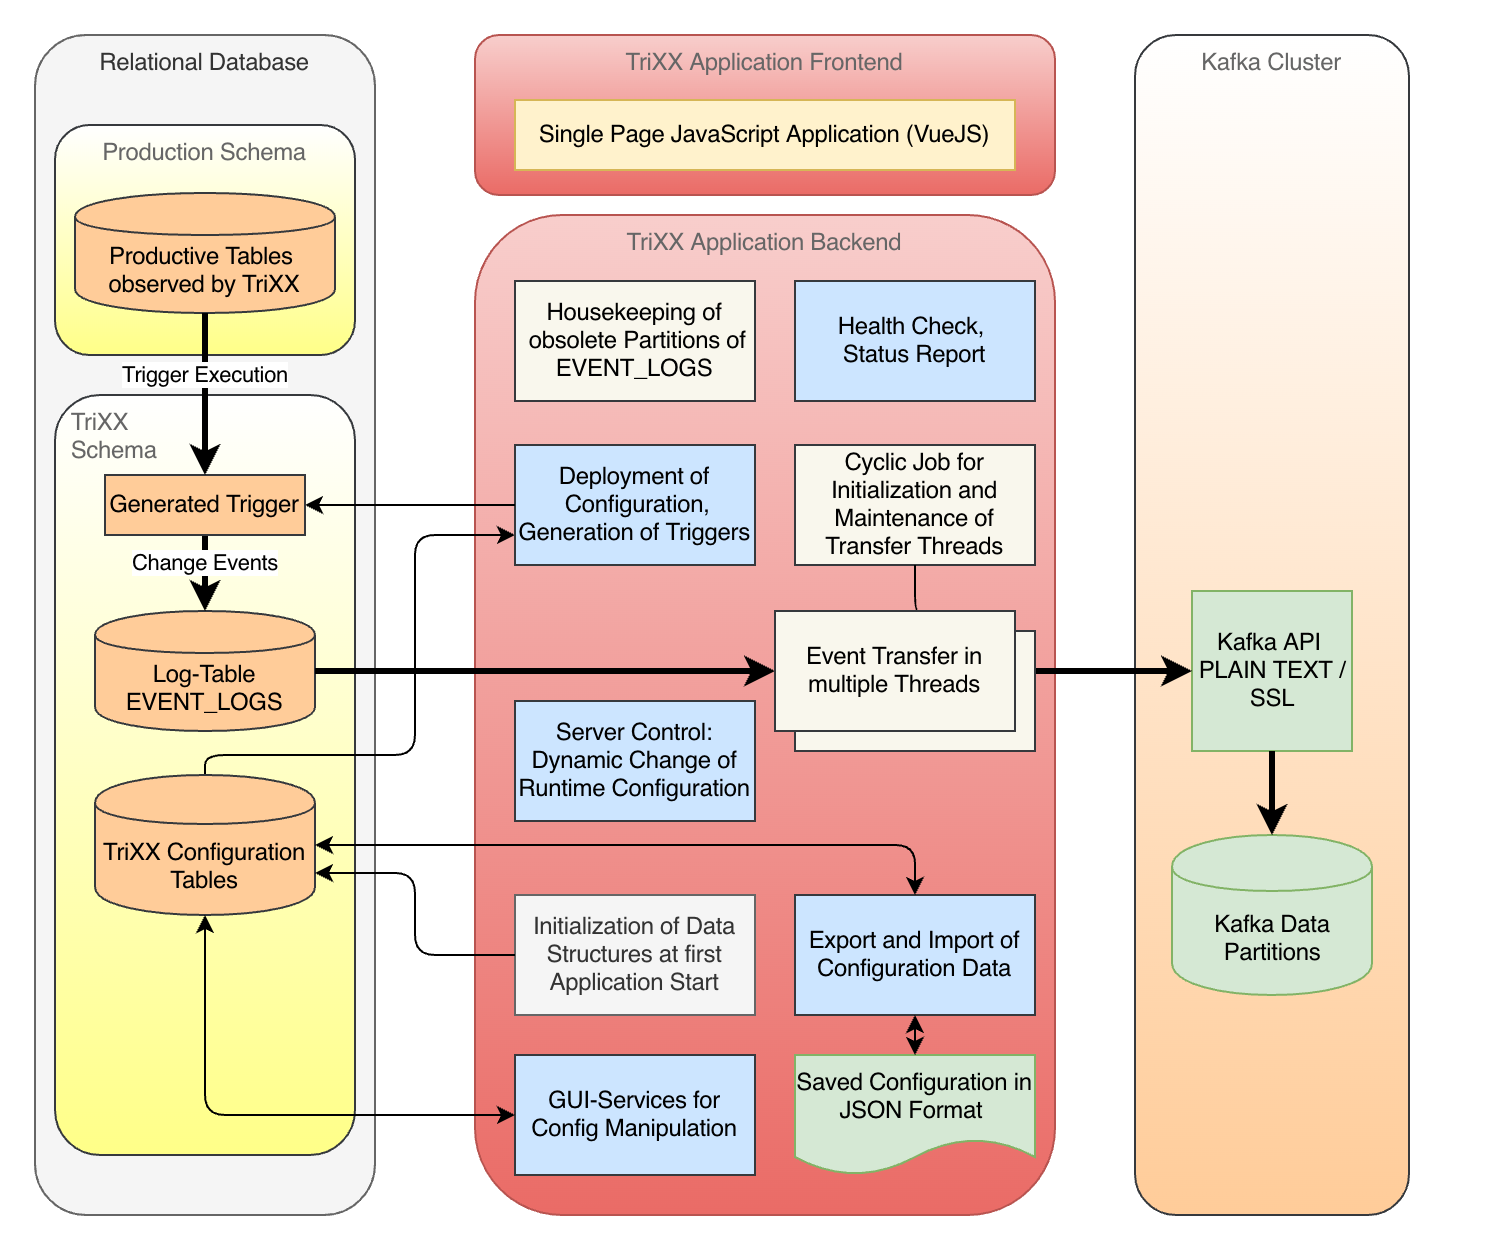 Relational Database
Production Schema
Productive Tables
observed by TriXX
Trigger Execution
TriXX
Schema
Generated Trigger
Change Events
Log-Table
EVENT_LOGS
TriXX Configuration
Tables
TriXX Application Frontend
Single Page JavaScript Application (VueJS)
TriXX Application Backend
Housekeeping of
obsolete Partitions of
EVENT_LOGS
Health Check,
Status Report
Deployment of
Configuration,
Generation of Triggers
Cyclic Job for
Initialization and
Maintenance of
Transfer Threads
Event Transfer in
multiple Threads
Server Control:
Dynamic Change of
Runtime Configuration
Initialization of Data
Structures at first
Application Start
Export and Import of
Configuration Data
GUI-Services for
Config Manipulation
Saved Configuration in
JSON Format
Kafka Cluster
Kafka API
PLAIN TEXT /
SSL
Kafka Data
Partitions